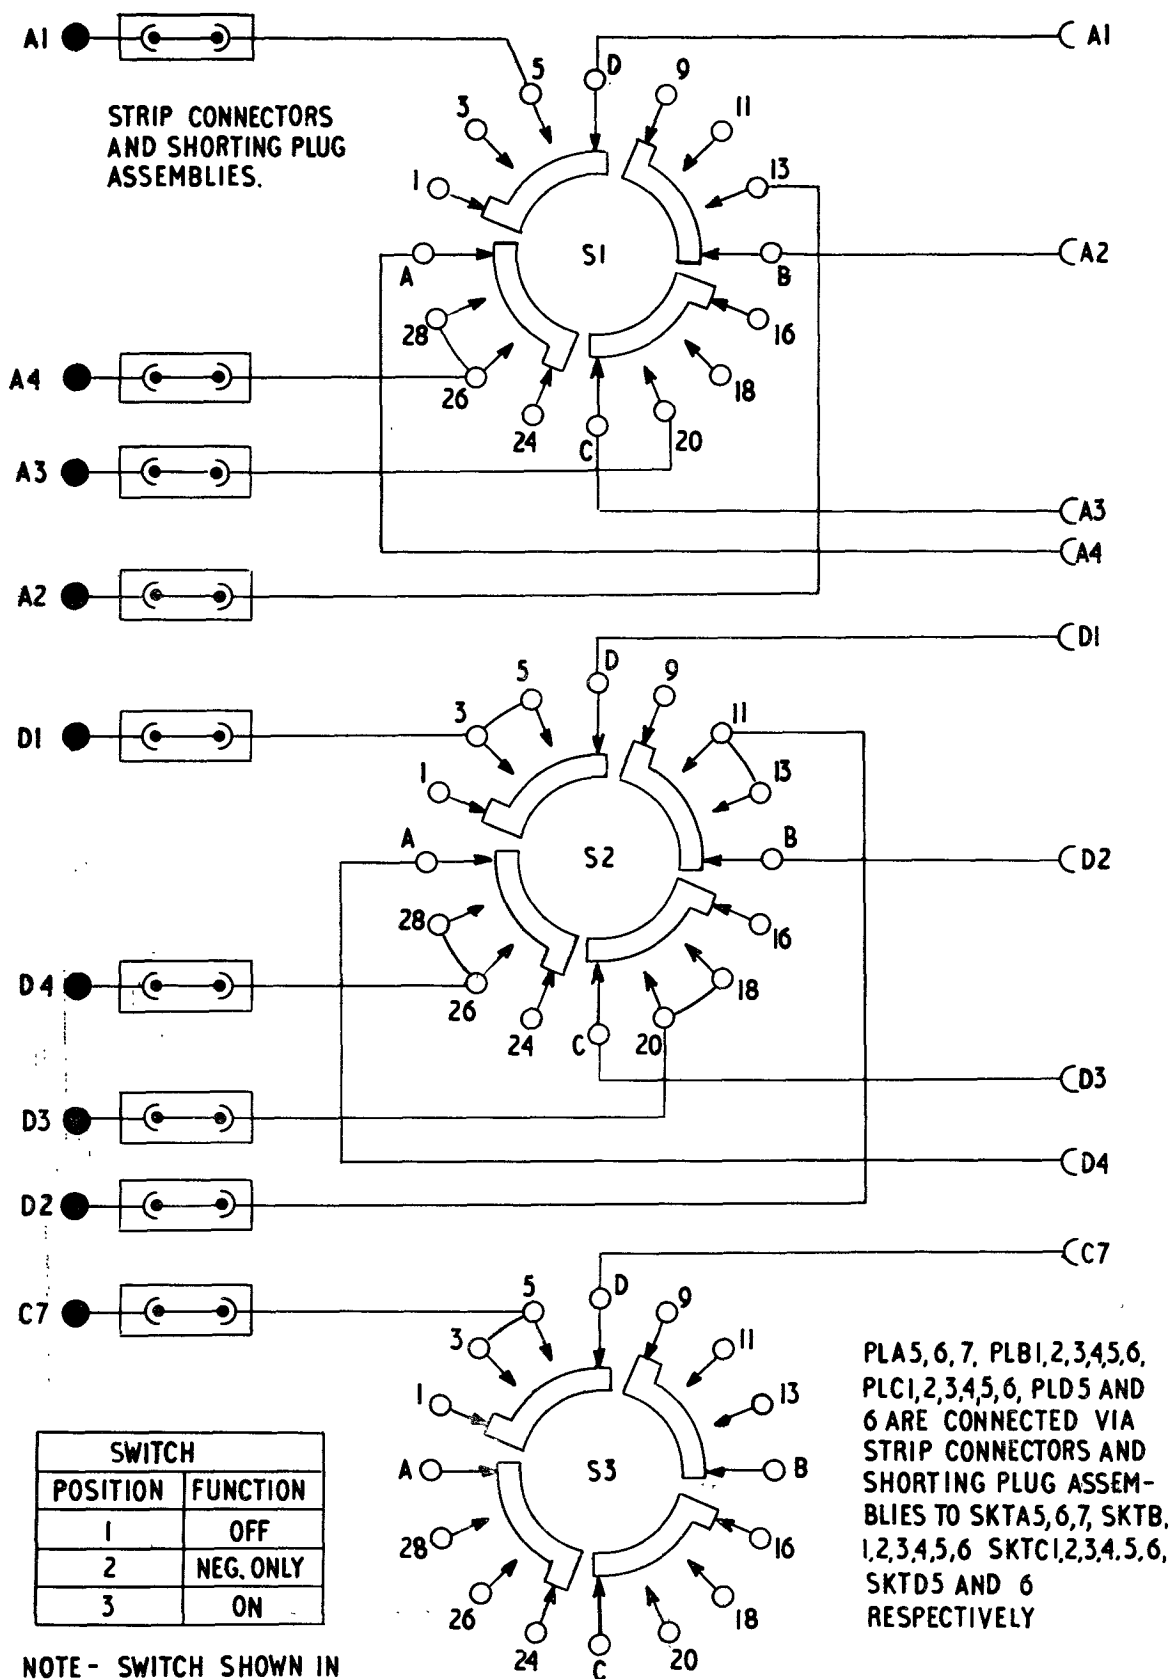 A1
A1
5
D
9
STRIP CONNECTORS
AND SHORTING PLUG
ASSEMBLIES.
3
11
1
13
S1
A
B
A2
28
16
A4
26
18
24
20
C
A3
A3
A4
A2
D1
5
D
9
D1
3
11
1
13
A
S2
B
D2
28
16
D4
26
18
24
C
20
D3
D3
D4
D2
C7
5
D
9
C7
3
11
1
13
A
S3
B
28
16
26
18
24
C
20
PLA5, 6, 7, PLB1,2,3,4,5,6,
PLC1,2,3,4,5,6, PLD5 AND
6 ARE CONNECTED VIA
STRIP CONNECTORS AND
SHORTING PLUG ASSEM-
BLIES TO SKTA5,6,7, SKTB,
1,2,3,4,5,6 SKTC1,2,3,4.5,6,
SKTD5 AND 6
RESPECTIVELY
SWITCH
POSITION FUNCTION
1 OFF
2 NEG. ONLY
3 ON
NOTE- SWITCH SHOWN IN